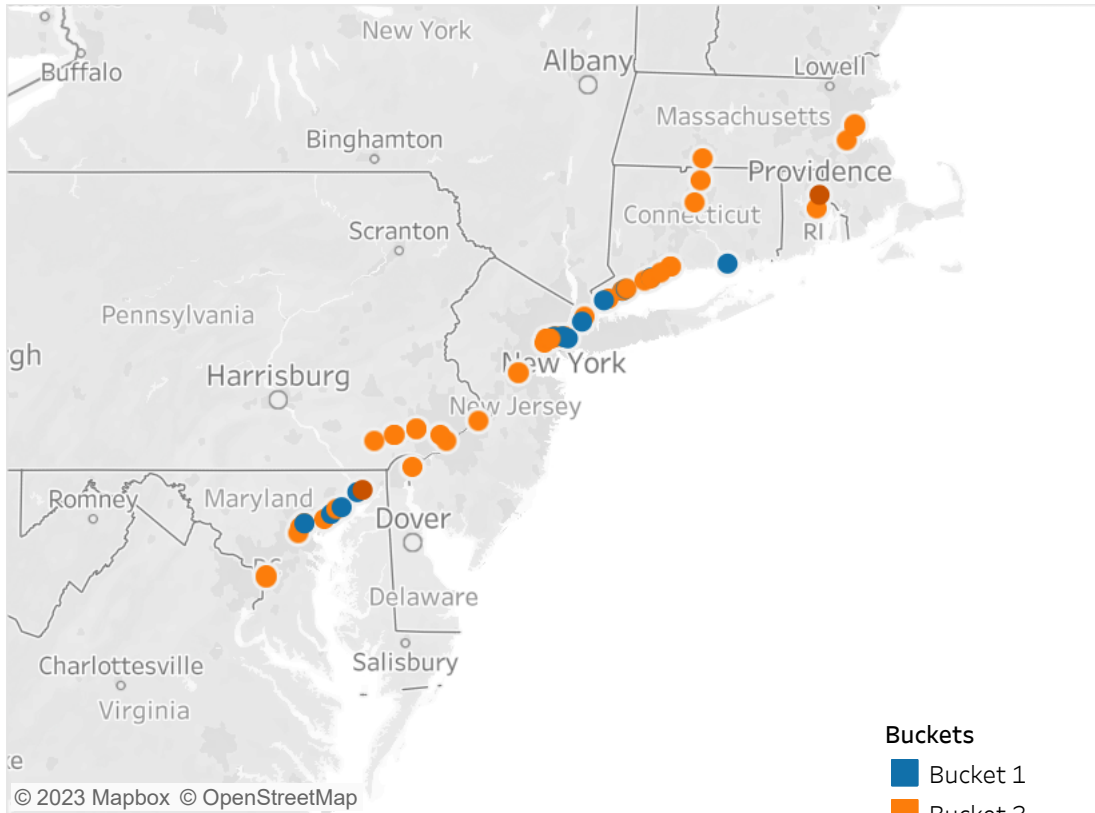 New York
Albany
Buffalo
Lowell
Massachusetts
Binghamton
Providence
Connecticut
Scranton
RI
Pennsylvania
gh
New York
Harrisburg
New Jersey
Romney
Maryland
Dover
Delaware
Charlottesville
Salisbury
Virginia
Buckets
Bucket 1
Bucket
© 2023 Mapbox © OpenStreetMap